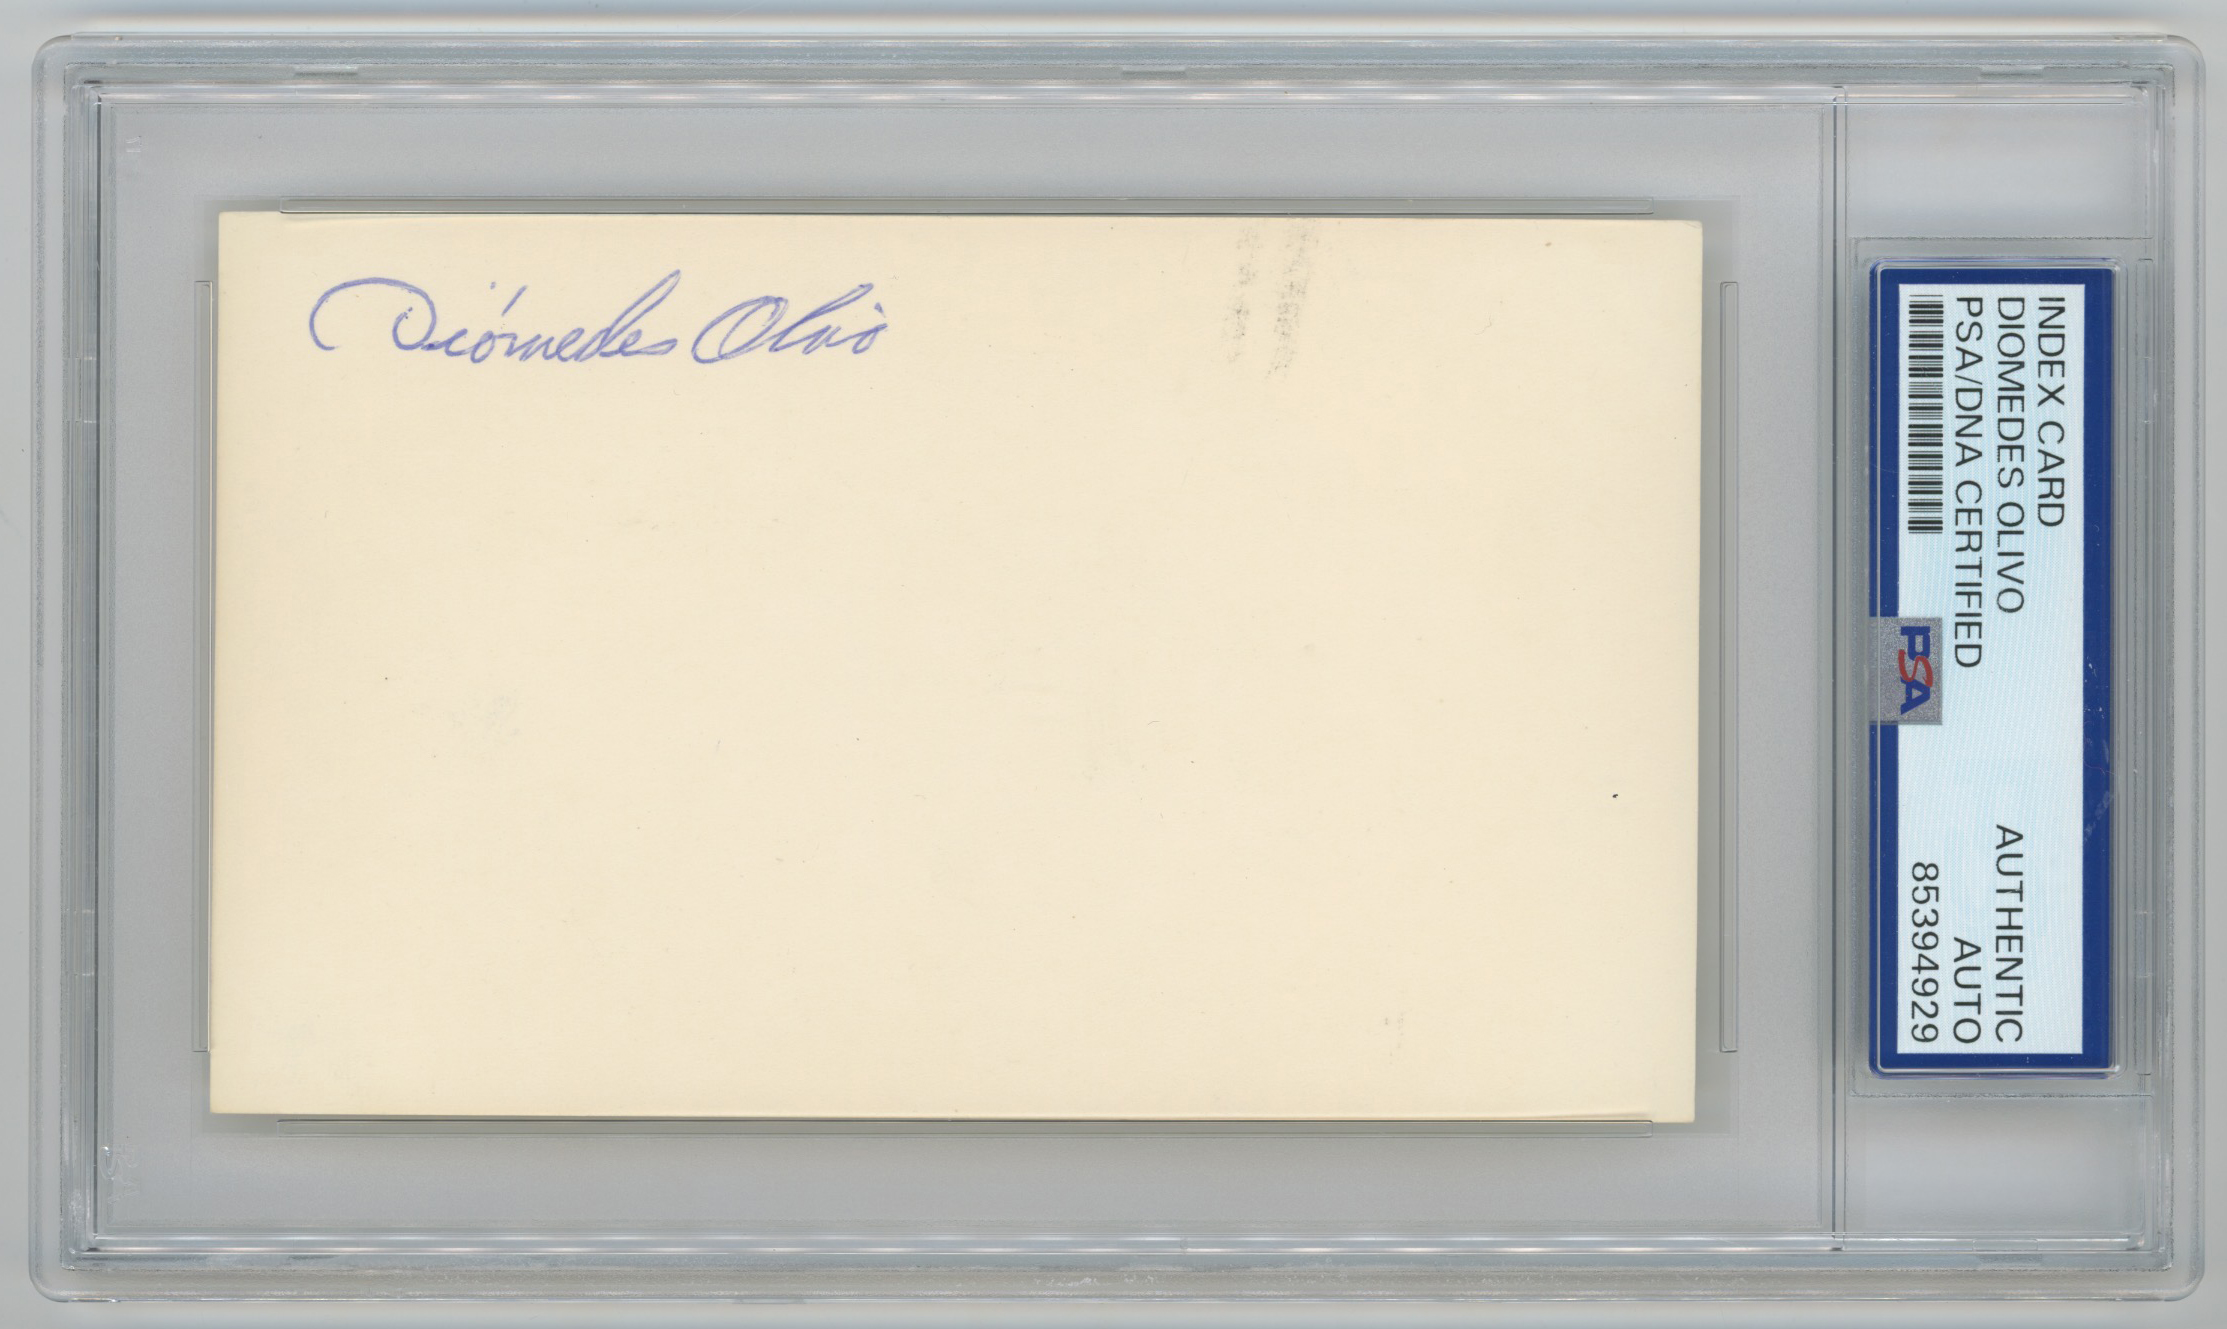 Diómedes Olivo
INDEX CARD
DIOMEDES OLIVO
AUTHENTIC
PSA/DNA CERTIFIED
AUTO
85394929
PSA